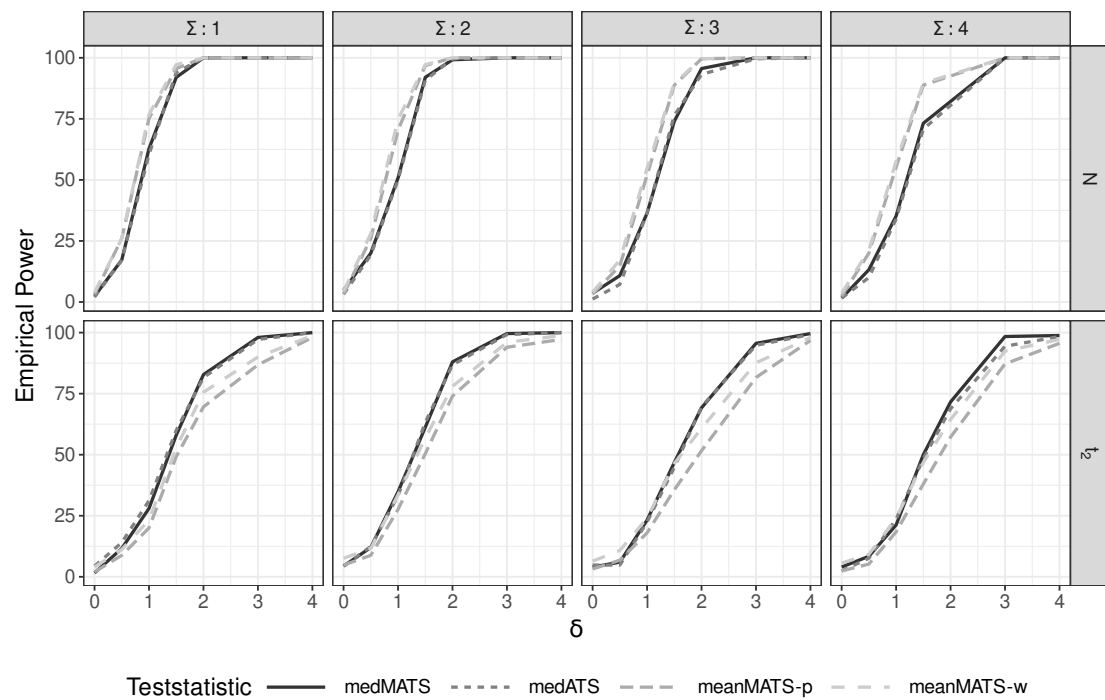 Σ : 1
Σ : 2
Σ : 3
Σ : 4
100
75
50
25
0
N
100
75
50
25
0
t₂
Empirical Power
0 1 2 3 4
0 1 2 3 4
0 1 2 3 4
0 1 2 3 4
δ
Teststatistic medMATS medATS meanMATS-p meanMATS-w